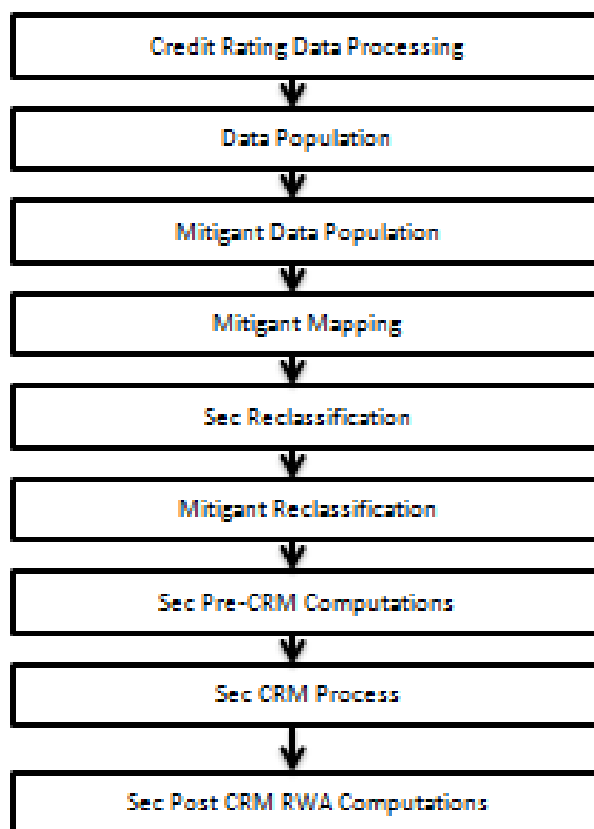 Credit Rating Data Processing
Data Population
Mitigant Data Population
Mitigant Mapping
Sec Reclassification
Mitigant Reclassification
Sec Pre-CRM Computations
Sec CRM Process
Sec Post CRM RWA Computations